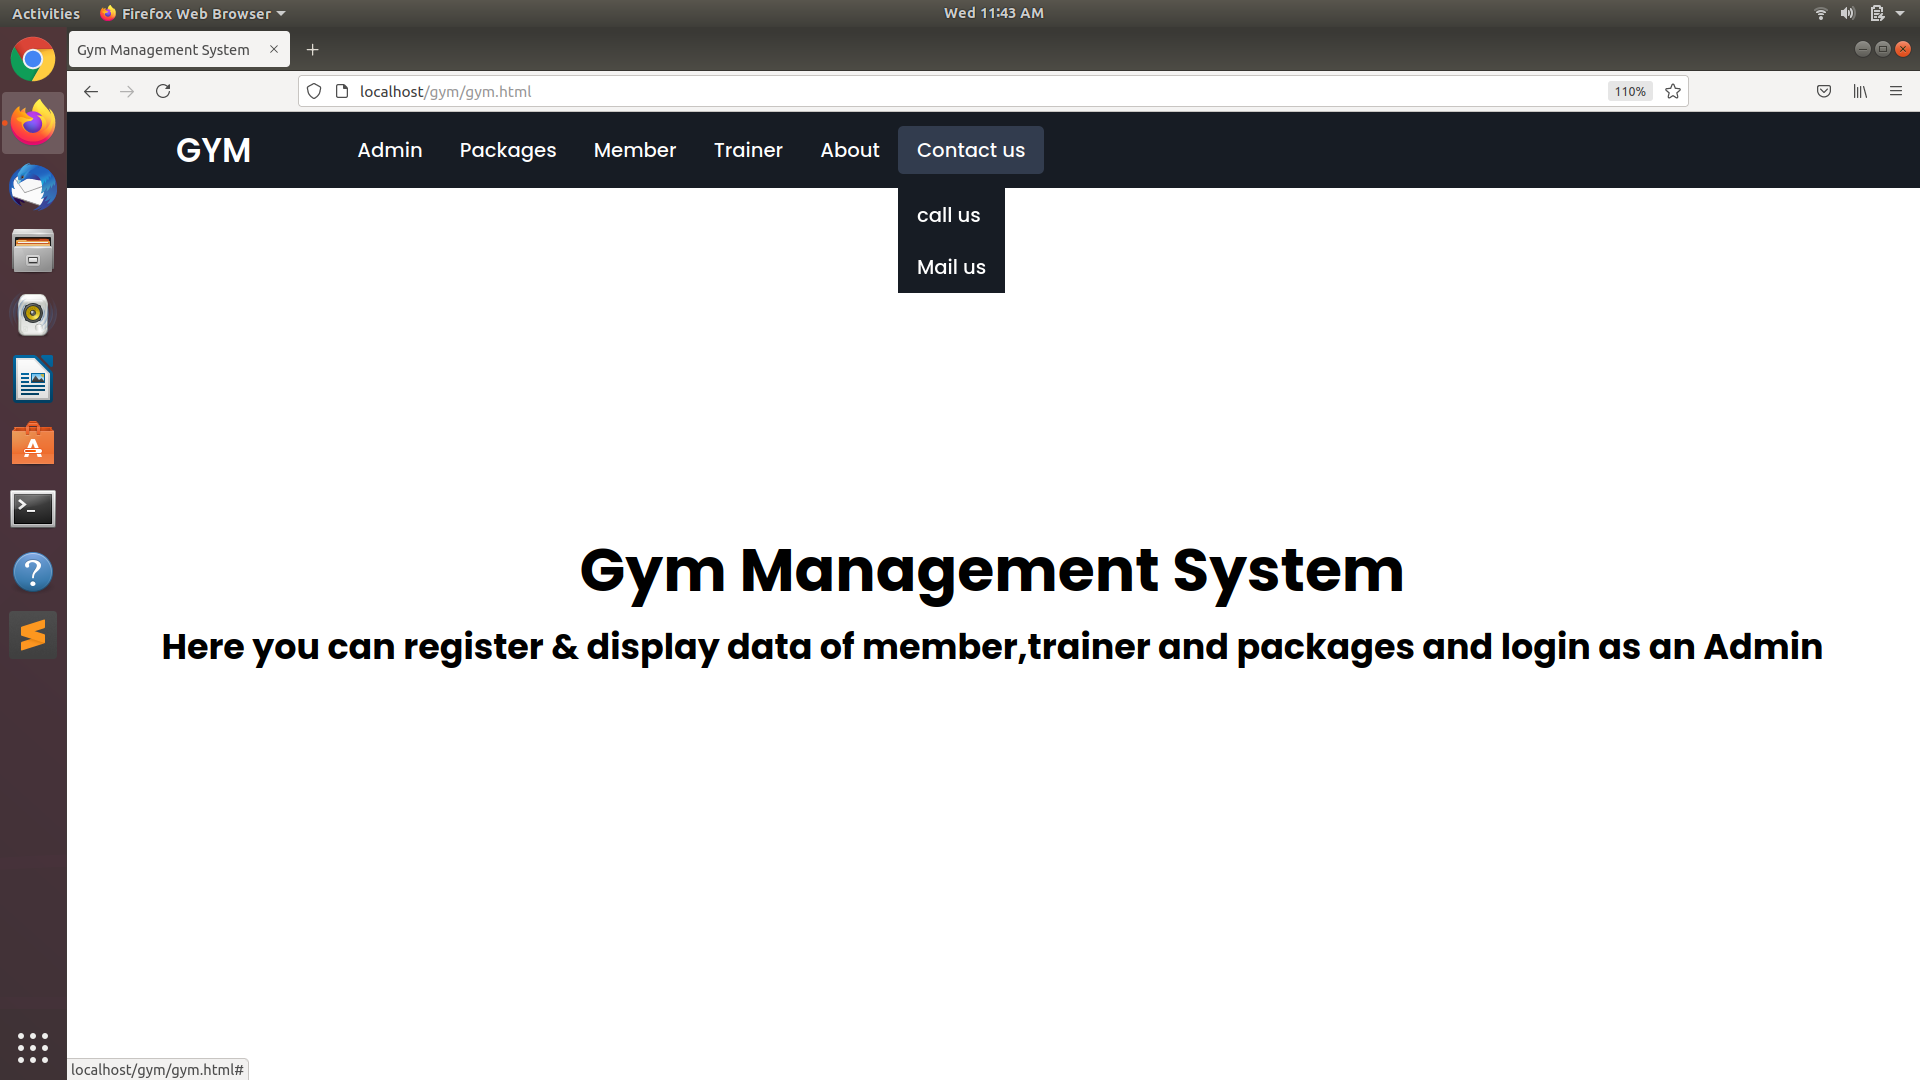 Activities Firefox Web Browser Wed 11:43 AM
Gym Management System
localhost/gym/gym.html 110%
GYM Admin Packages Member Trainer About Contact us
call us
Mail us
Gym Management System
Here you can register & display data of member,trainer and packages and login as an Admin
localhost/gym/gym.html#